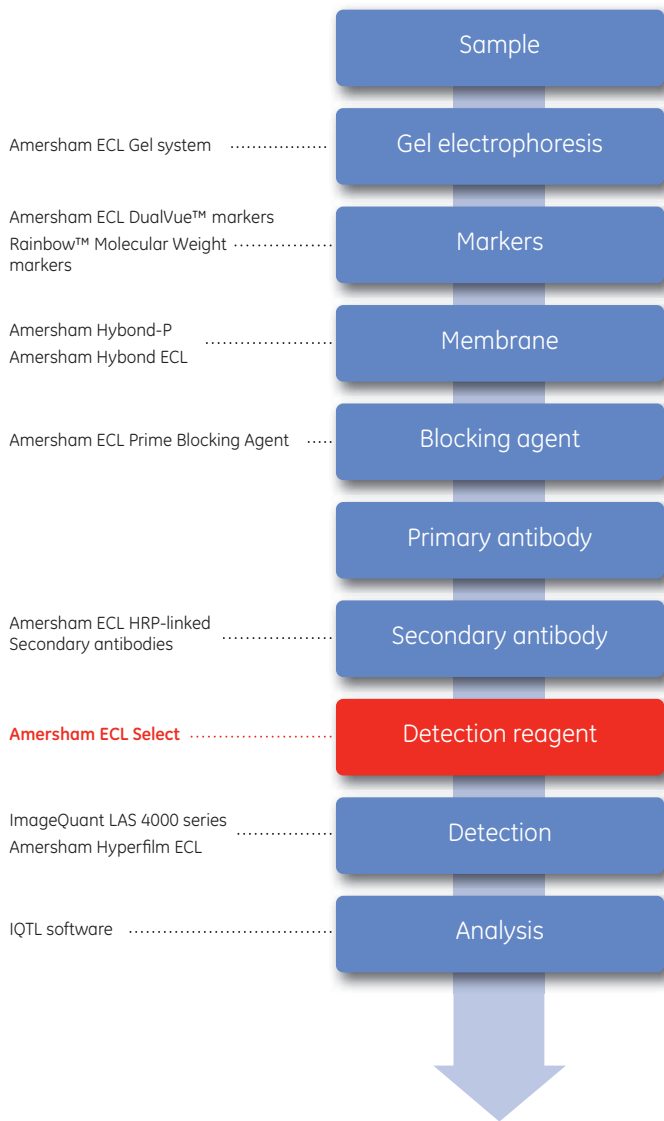 Sample
Amersham ECL Gel system
Gel electrophoresis
Amersham ECL DualVue™ markers
Rainbow™ Molecular Weight
markers
Markers
Amersham Hybond-P
Amersham Hybond ECL
Membrane
Amersham ECL Prime Blocking Agent
Blocking agent
Primary antibody
Amersham ECL HRP-linked
Secondary antibodies
Secondary antibody
Amersham ECL Select
Detection reagent
ImageQuant LAS 4000 series
Amersham Hyperfilm ECL
Detection
IQTL software
Analysis